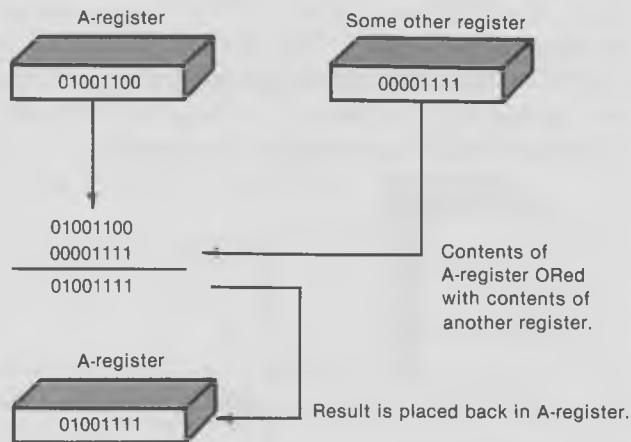 A-register
Some other register
01001100
00001111
01001100
00001111
01001111
Contents of
A-register ORed
with contents of
another register.
A-register
01001111
Result is placed back in A-register.